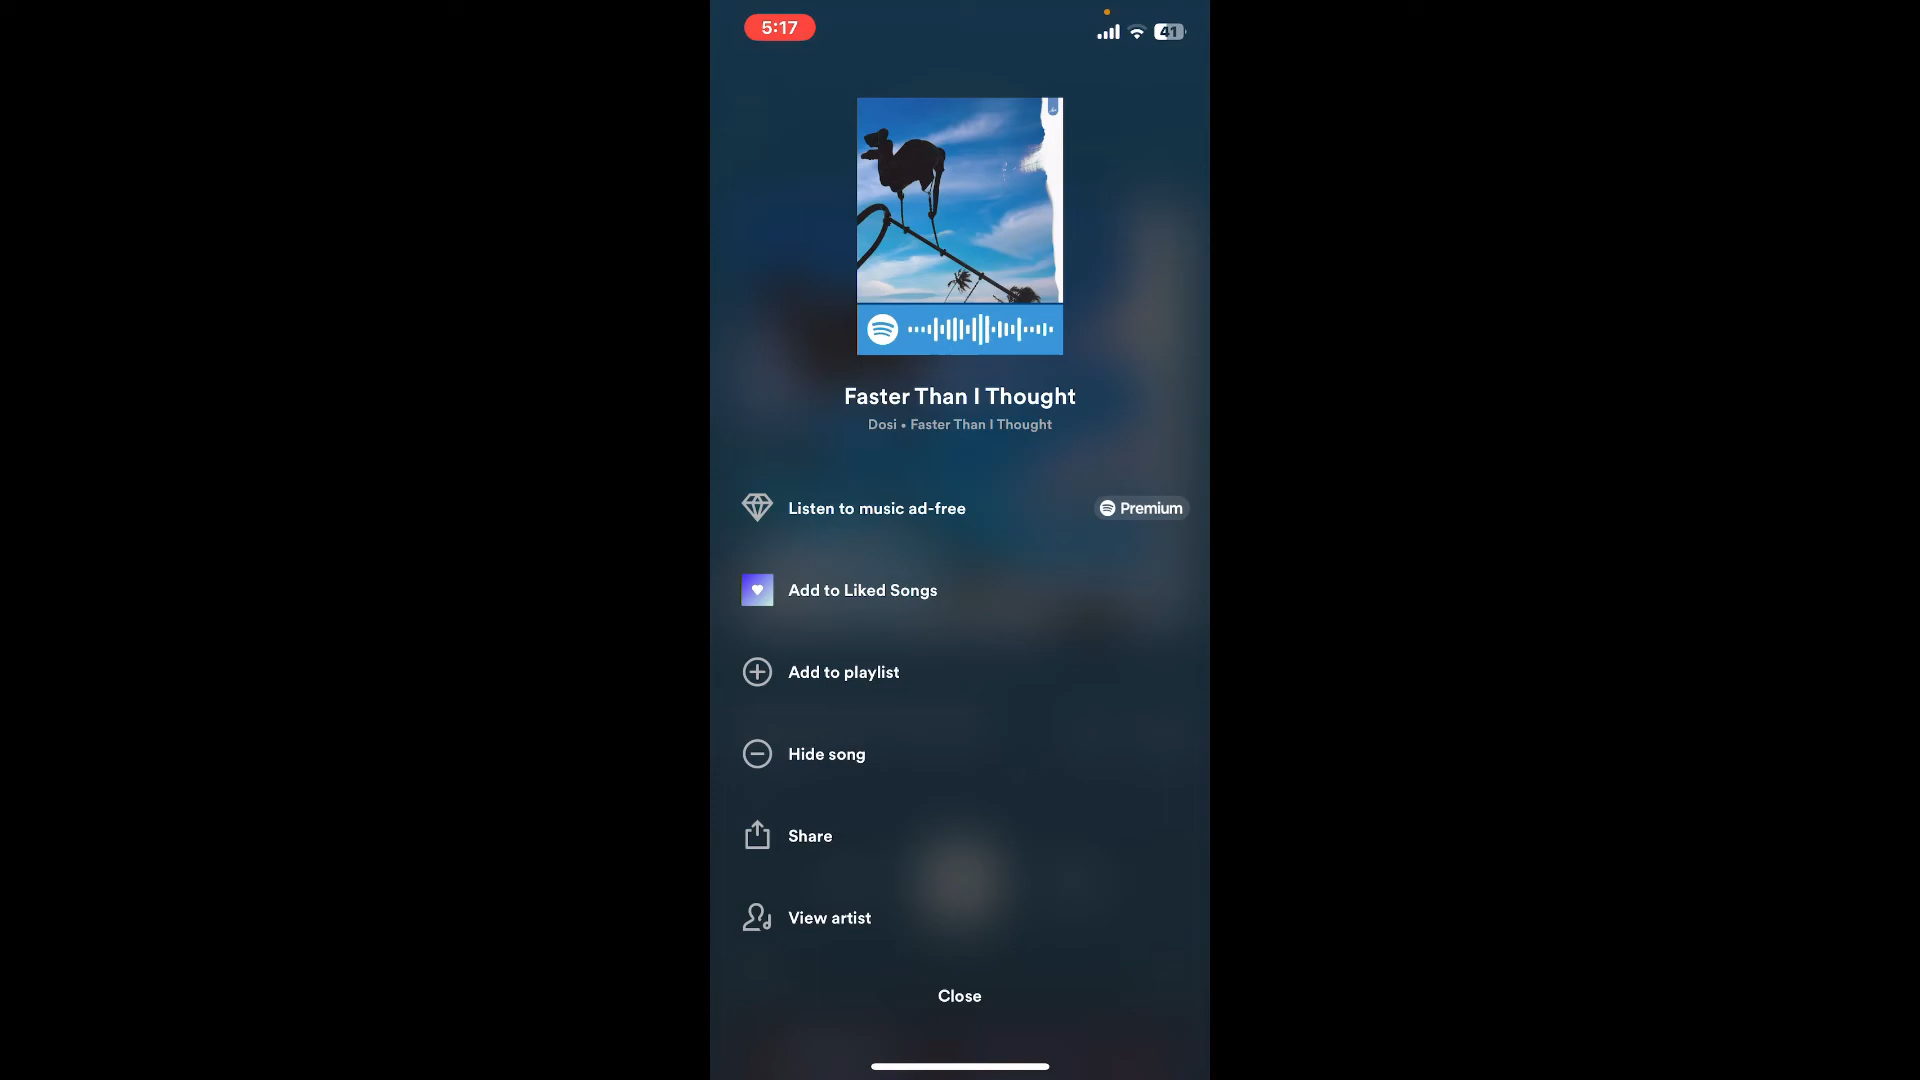 5:17
41
Faster Than I Thought
Dosi • Faster Than I Thought
Listen to music ad-free
Premium
Add to Liked Songs
Add to playlist
Hide song
Share
View artist
Close